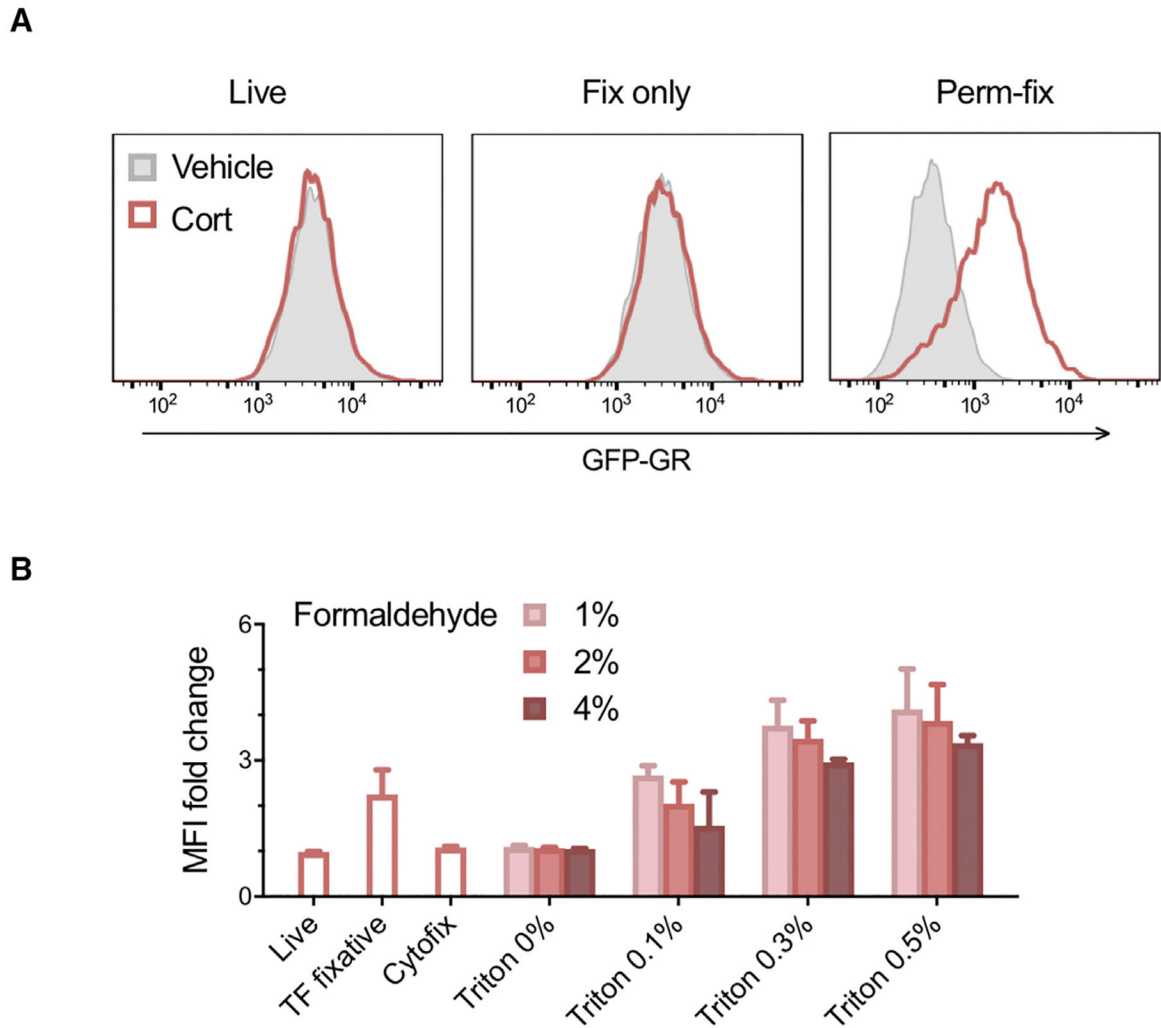 A
Live
Fix only
Perm-fix
Vehicle
Cort
10² 10³ 10⁴
10² 10³ 10⁴
10² 10³ 10⁴
GFP-GR
B
Formaldehyde
1%
2%
4%
MFI fold change
6
3
0
Live
TF fixative
Cytofix
Triton 0%
Triton 0.1%
Triton 0.3%
Triton 0.5%